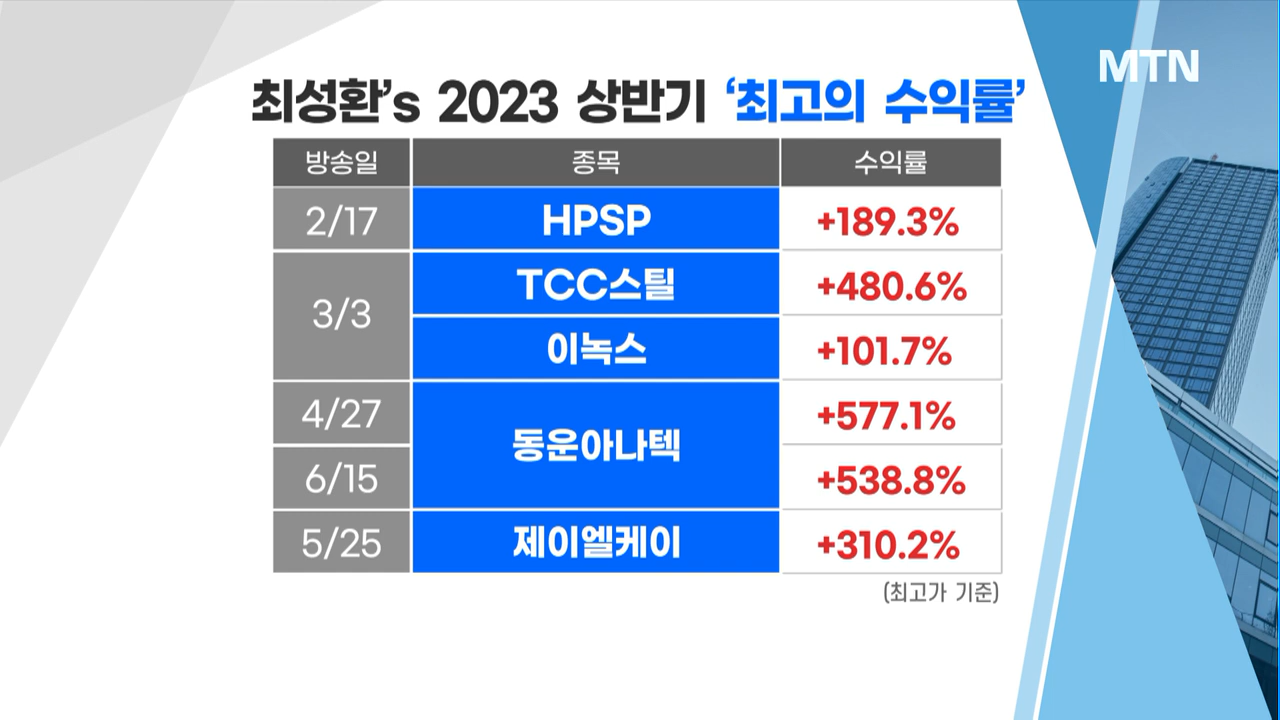 MTN
최성환's 2023 상반기 '최고의 수익률'
방송일 종목 수익률
2/17 HPSP +189.3%
3/3 TCC스틸 +480.6%
이녹스 +101.7%
4/27 동운아나텍 +577.1%
6/15 +538.8%
5/25 제이엘케이 +310.2%
(최고가 기준)